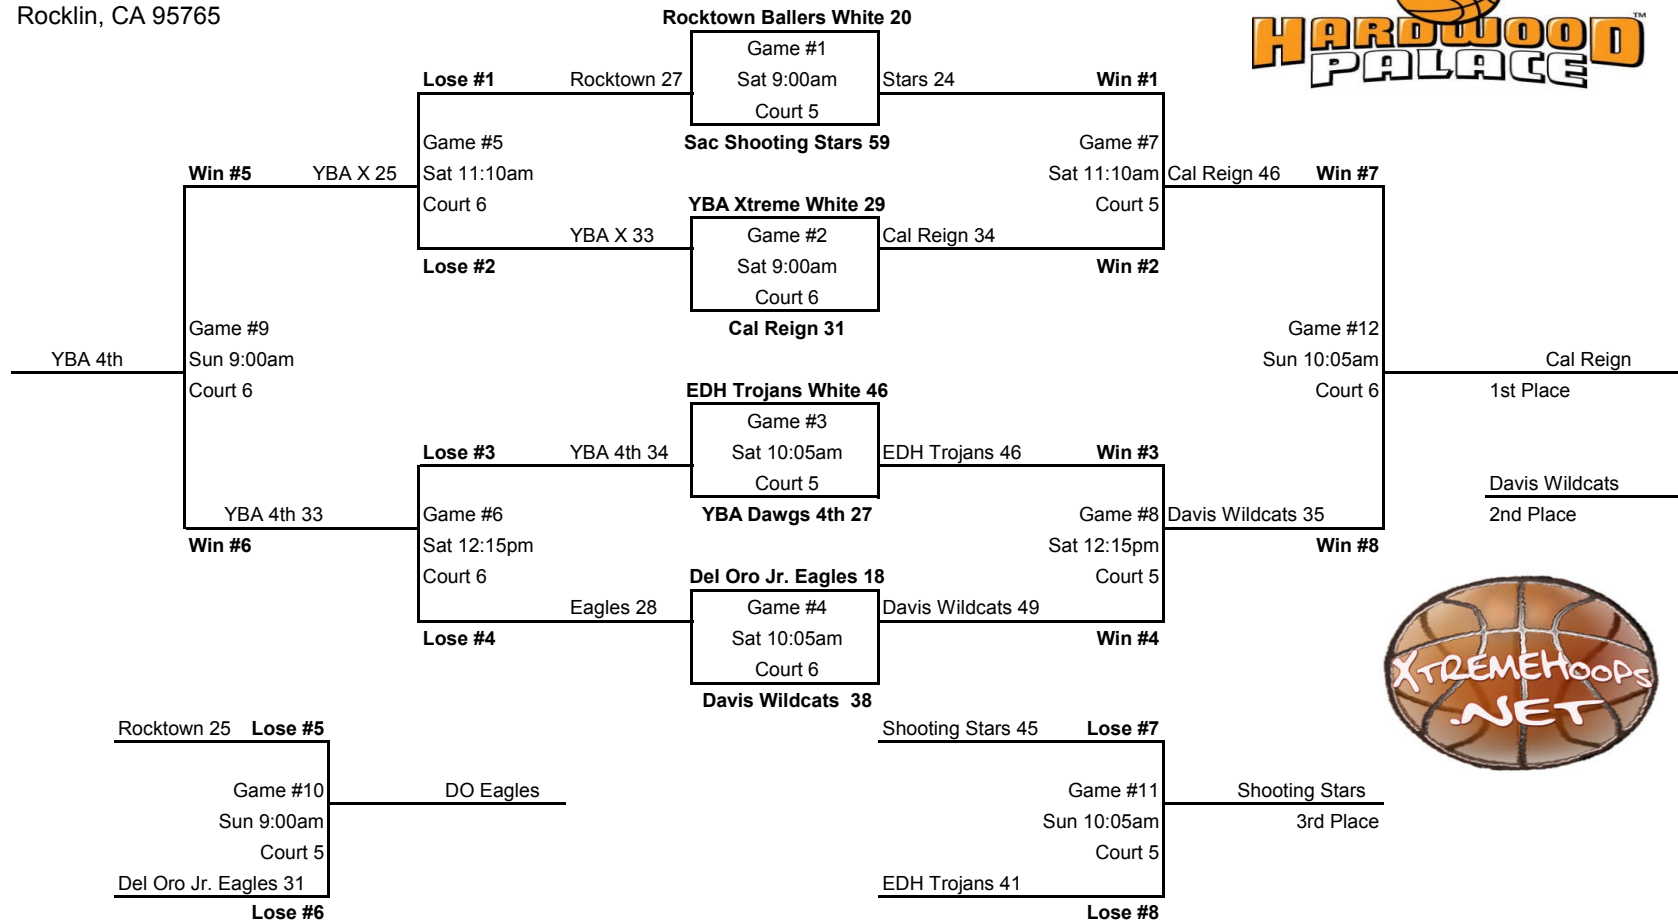 Rocklin, CA 95765
HARDWOOD
PALACE
™
Rocktown Ballers White 20
Game #1
Sat 9:00am
Court 5
Sac Shooting Stars 59
Lose #1
Rocktown 27
Stars 24
Win #1
Game #5
Sat 11:10am
Court 6
Game #7
Sat 11:10am
Court 5
Win #5
YBA X 25
Cal Reign 46
Win #7
YBA Xtreme White 29
Game #2
Sat 9:00am
Court 6
Cal Reign 31
YBA X 33
Cal Reign 34
Lose #2
Win #2
Game #9
Sun 9:00am
Court 6
YBA 4th
Game #12
Sun 10:05am
Court 6
Cal Reign
1st Place
EDH Trojans White 46
Game #3
Sat 10:05am
Court 5
YBA Dawgs 4th 27
Lose #3
YBA 4th 34
EDH Trojans 46
Win #3
Davis Wildcats
2nd Place
YBA 4th 33
Win #6
Game #6
Sat 12:15pm
Court 6
Game #8
Sat 12:15pm
Court 5
Davis Wildcats 35
Win #8
Del Oro Jr. Eagles 18
Game #4
Sat 10:05am
Court 6
Davis Wildcats 38
Eagles 28
Davis Wildcats 49
Lose #4
Win #4
XTREMEHOOPS
.NET
Rocktown 25
Lose #5
Game #10
Sun 9:00am
Court 5
DO Eagles
Del Oro Jr. Eagles 31
Lose #6
Shooting Stars 45
Lose #7
Game #11
Sun 10:05am
Court 5
Shooting Stars
3rd Place
EDH Trojans 41
Lose #8